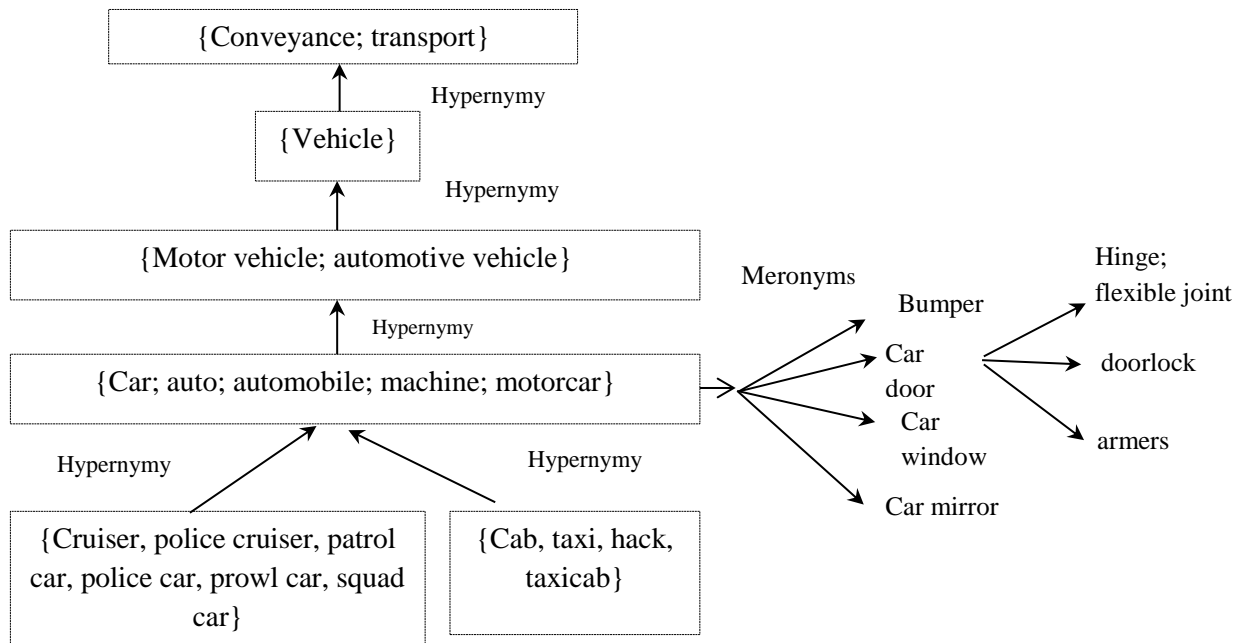 {Conveyance; transport}
Hypernymy
{Vehicle}
Hypernymy
{Motor vehicle; automotive vehicle}
Hypernymy
{Car; auto; automobile; machine; motorcar}
Meronyms
Bumper
Car
door
Car
window
Car mirror
Hinge;
flexible joint
doorlock
armers
Hypernymy
Hypernymy
{Cruiser, police cruiser, patrol
car, police car, prowl car, squad
car}
{Cab, taxi, hack,
taxicab}